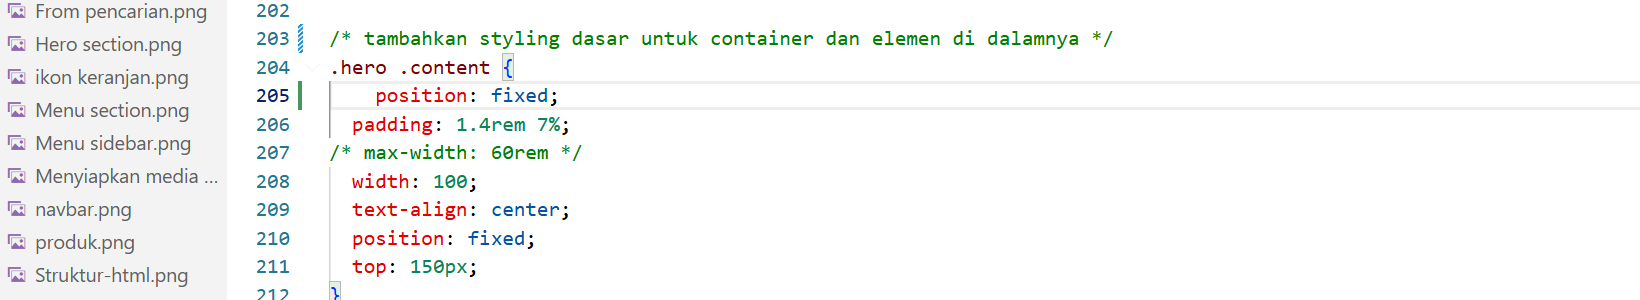 From pencarian.png
Hero section.png
ikon keranjan.png
Menu section.png
Menu sidebar.png
Menyiapkan media ...
navbar.png
produk.png
Struktur-html.png
202
203 /* tambahkan styling dasar untuk container dan elemen di dalamnya */
204 .hero .content {
205 position: fixed;
206 padding: 1.4rem 7%;
207 /* max-width: 60rem */
208 width: 100;
209 text-align: center;
210 position: fixed;
211 top: 150px;
212 }